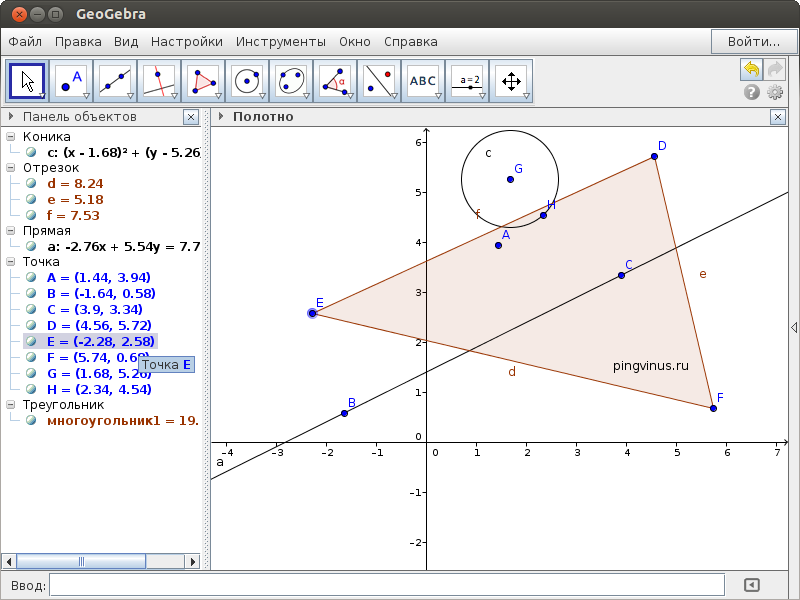 GeoGebra
Файл Правка Вид Настройки Инструменты Окно Справка Войти...
A α ABC a=2
Панель объектов
Коника
c: (x - 1.68)² + (y - 5.26
Отрезок
d = 8.24
e = 5.18
f = 7.53
Прямая
a: -2.76x + 5.54y = 7.7
Точка
A = (1.44, 3.94)
B = (-1.64, 0.58)
C = (3.9, 3.34)
D = (4.56, 5.72)
E = (-2.28, 2.58)
F = (5.74, 0.68)
Точка E
G = (1.68, 5.26)
H = (2.34, 4.54)
Треугольник
многоугольник1 = 19.
Полотно
6
D
c
G
5
f
H
A
4
C
e
3
E
2
pingvinus.ru
d
1
F
B
0
-4 -3 -2 -1 0 1 2 3 4 5 6 7
a
-1
-2
Ввод: